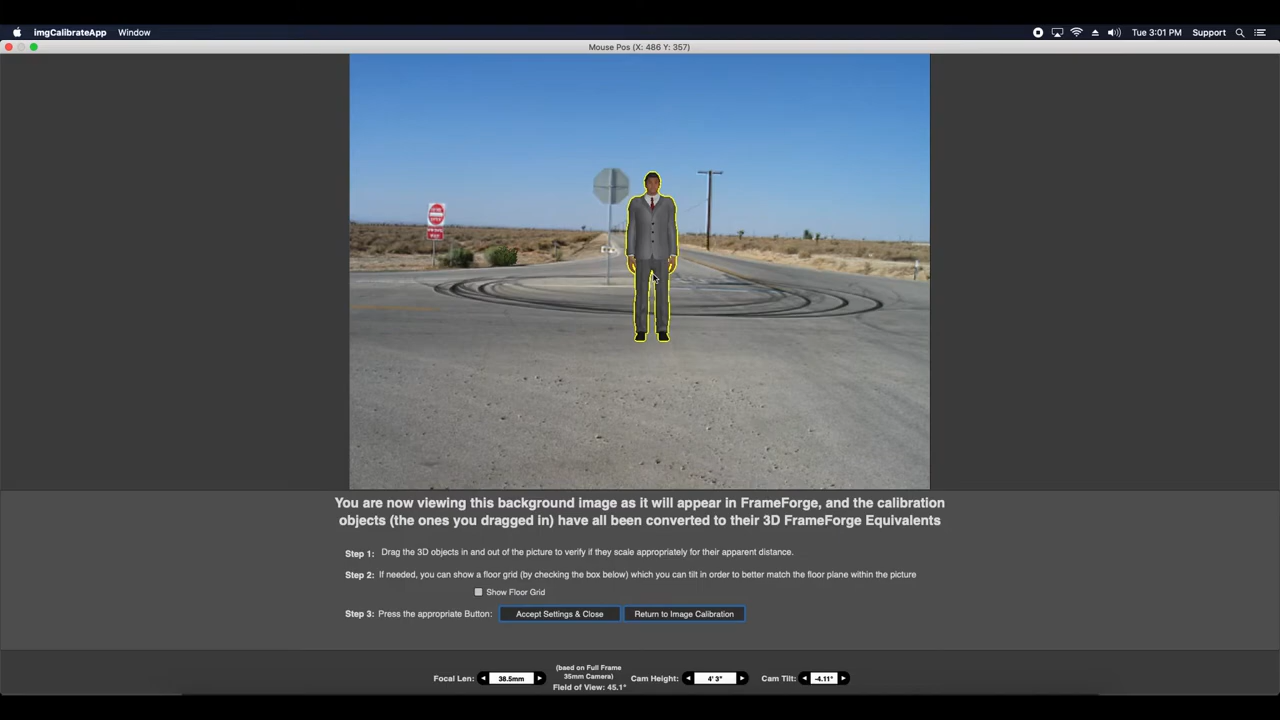 imgCalibrateApp Window
Tue 3:01 PM Support
Mouse Pos (X: 486 Y: 357)
You are now viewing this background image as it will appear in FrameForge, and the calibration
objects (the ones you dragged in) have all been converted to their 3D FrameForge Equivalents
Step 1: Drag the 3D objects in and out of the picture to verify if they scale appropriately for their apparent distance.
Step 2: If needed, you can show a floor grid (by checking the box below) which you can tilt in order to better match the floor plane within the picture
Show Floor Grid
Step 3: Press the appropriate Button: Accept Settings & Close Return to Image Calibration
(baed on Full Frame
35mm Camera)
Focal Len: 38.5mm Cam Height: 4' 3" Cam Tilt: -4.11°
Field of View: 45.1°